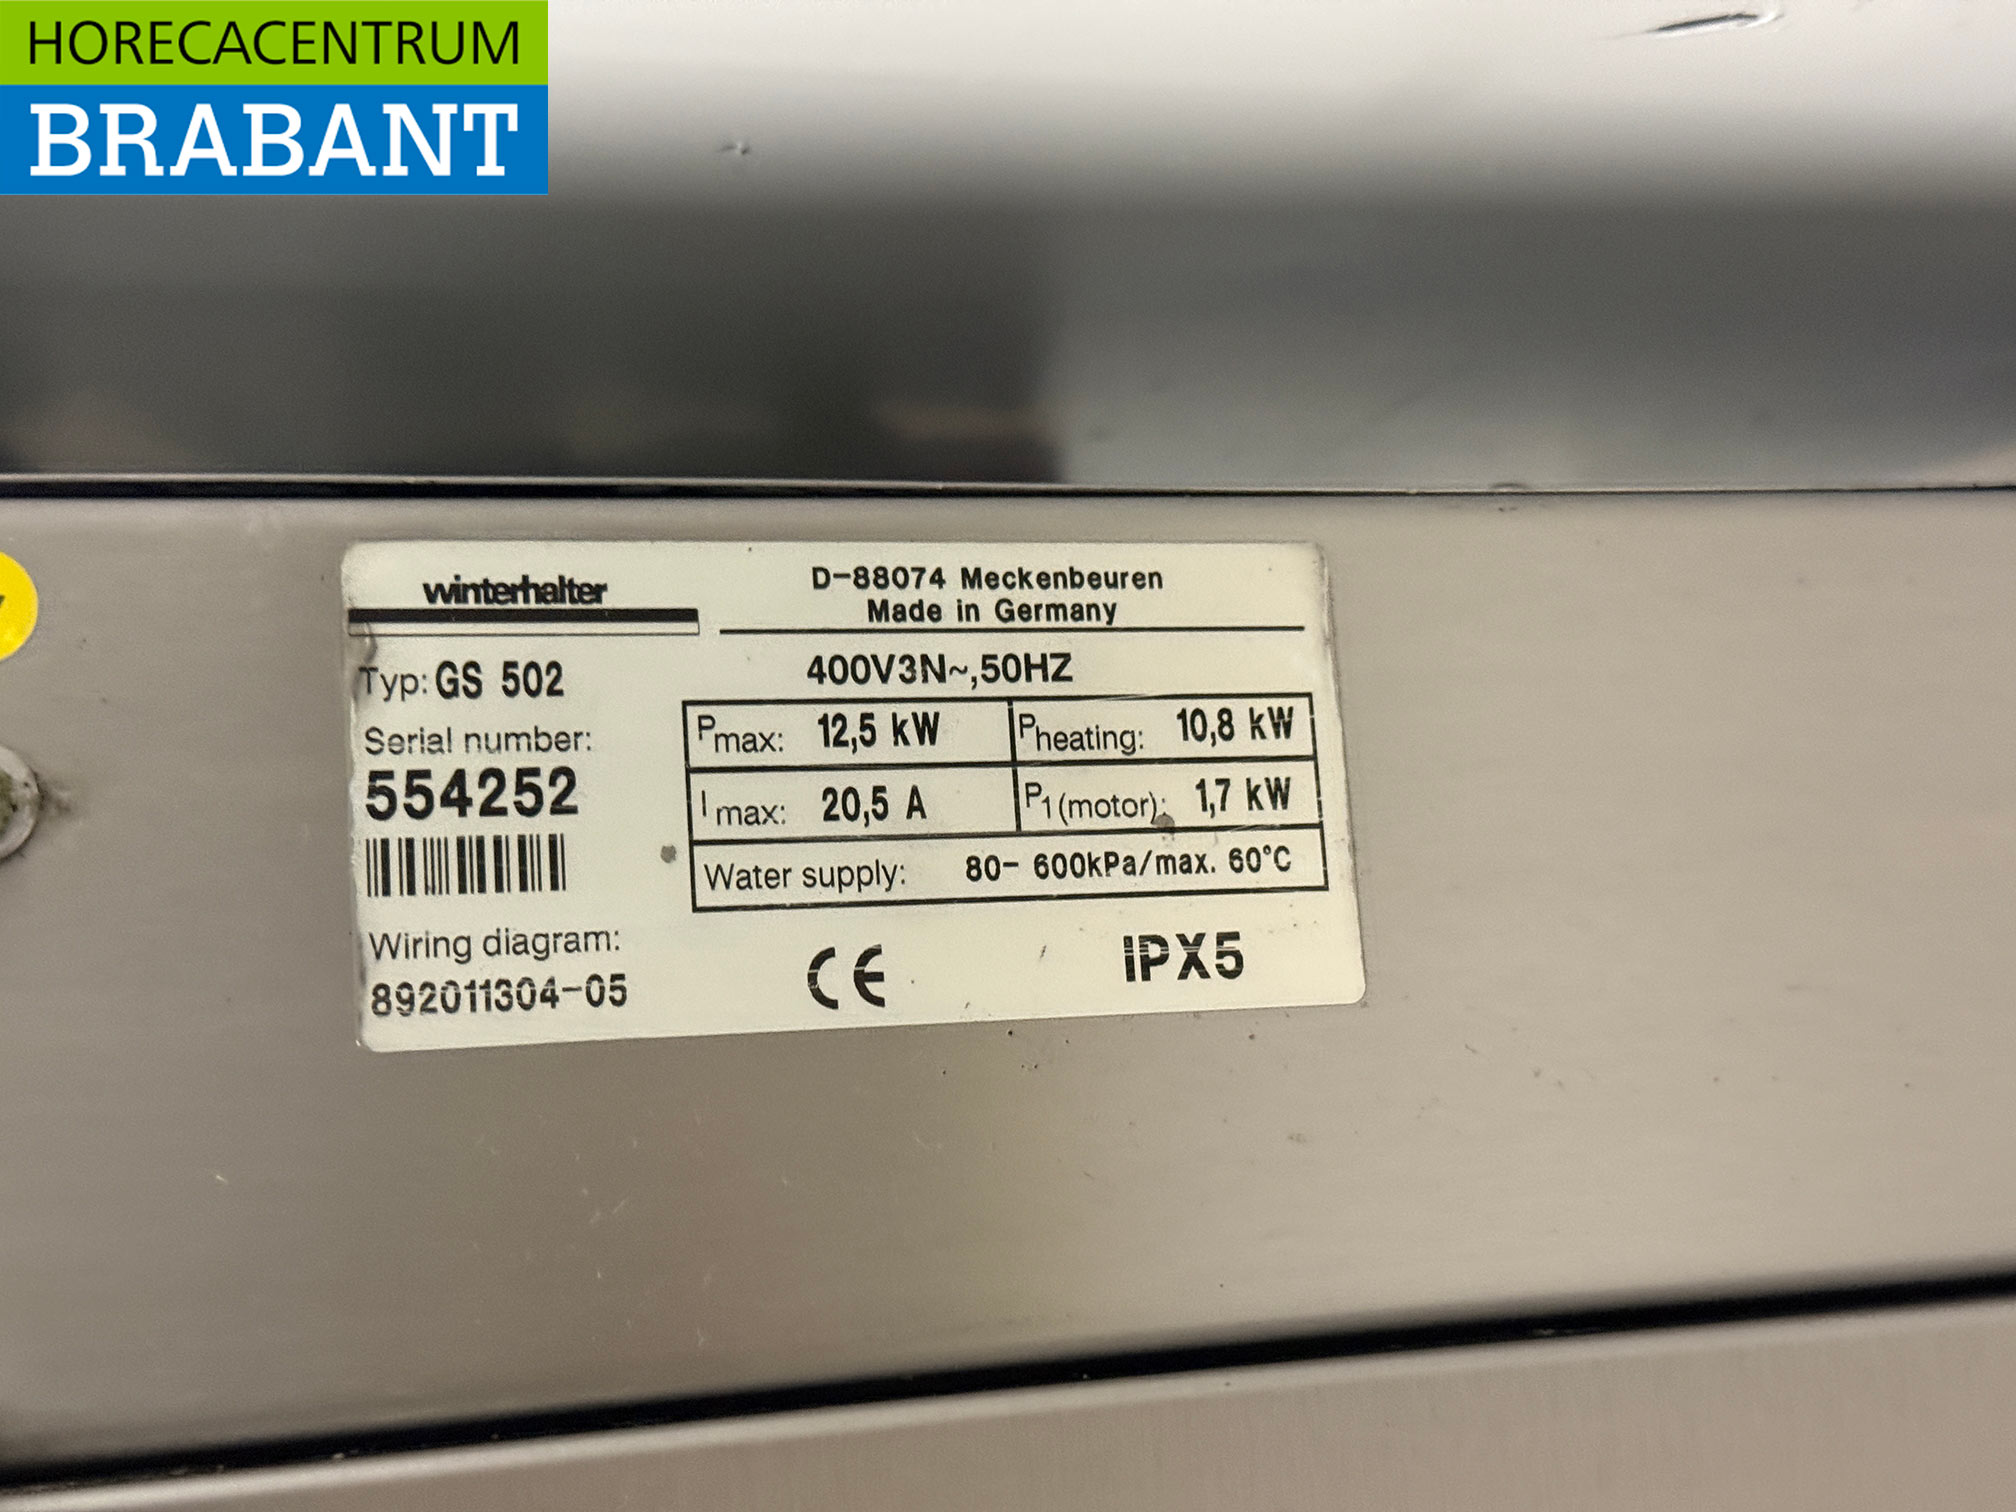 HORECACENTRUM
BRABANT
winterhalter
D-88074 Meckenbeuren
Made in Germany
Typ: GS 502
400V3N~,50HZ
Serial number:
554252
Pmax: 12,5 kW
Pheating: 10,8 kW
I max: 20,5 A
P1 (motor): 1,7 kW
Water supply: 80- 600kPa/max. 60°C
Wiring diagram:
892011304-05
CE
IPX5